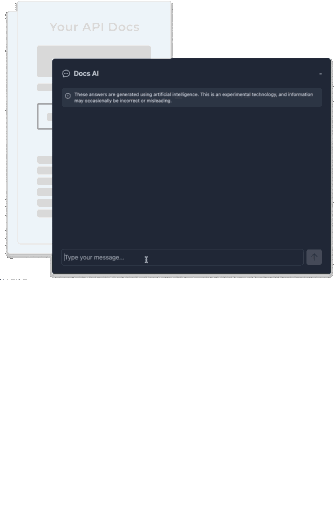 Your API Docs
Docs AI
These answers are generated using artificial intelligence. This is an experimental technology, and information
may occasionally be incorrect or misleading.
Type your message...